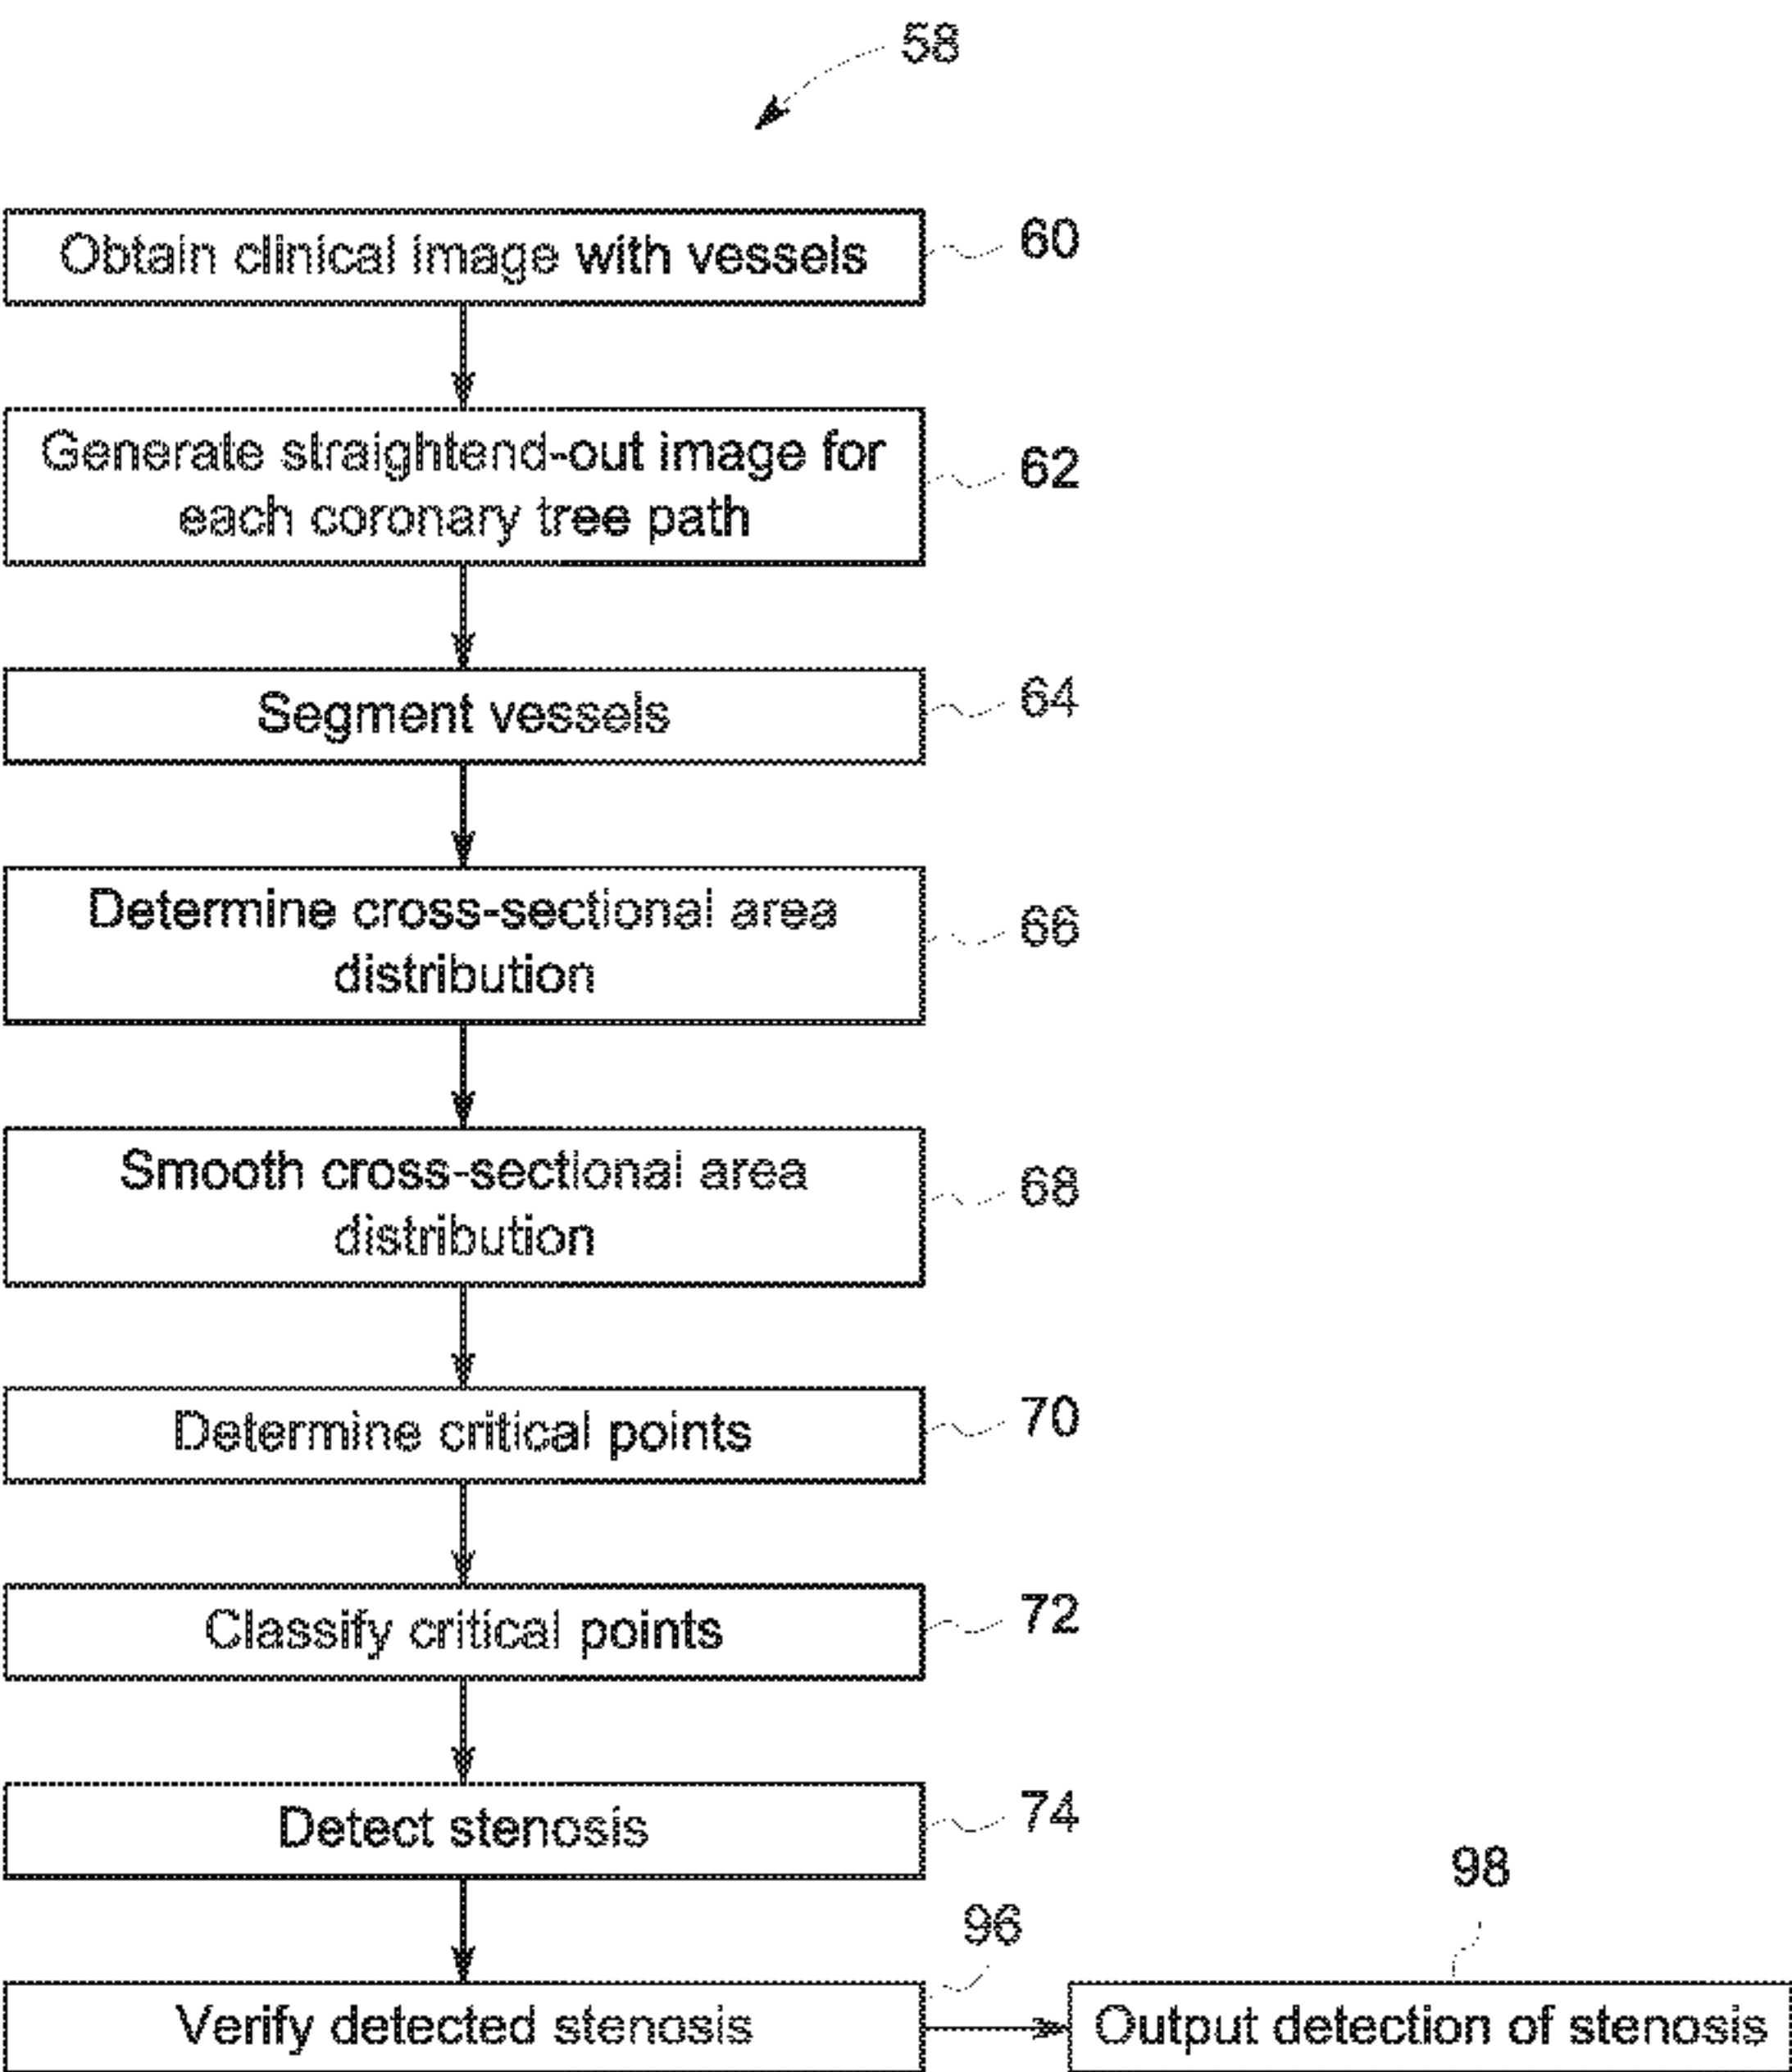 58
Obtain clinical image with vessels
60
Generate straightend-out image for
each coronary tree path
62
Segment vessels
64
Determine cross-sectional area
distribution
66
Smooth cross-sectional area
distribution
68
Determine critical points
70
Classify critical points
72
Detect stenosis
74
Verify detected stenosis
96
Output detection of stenosis
98